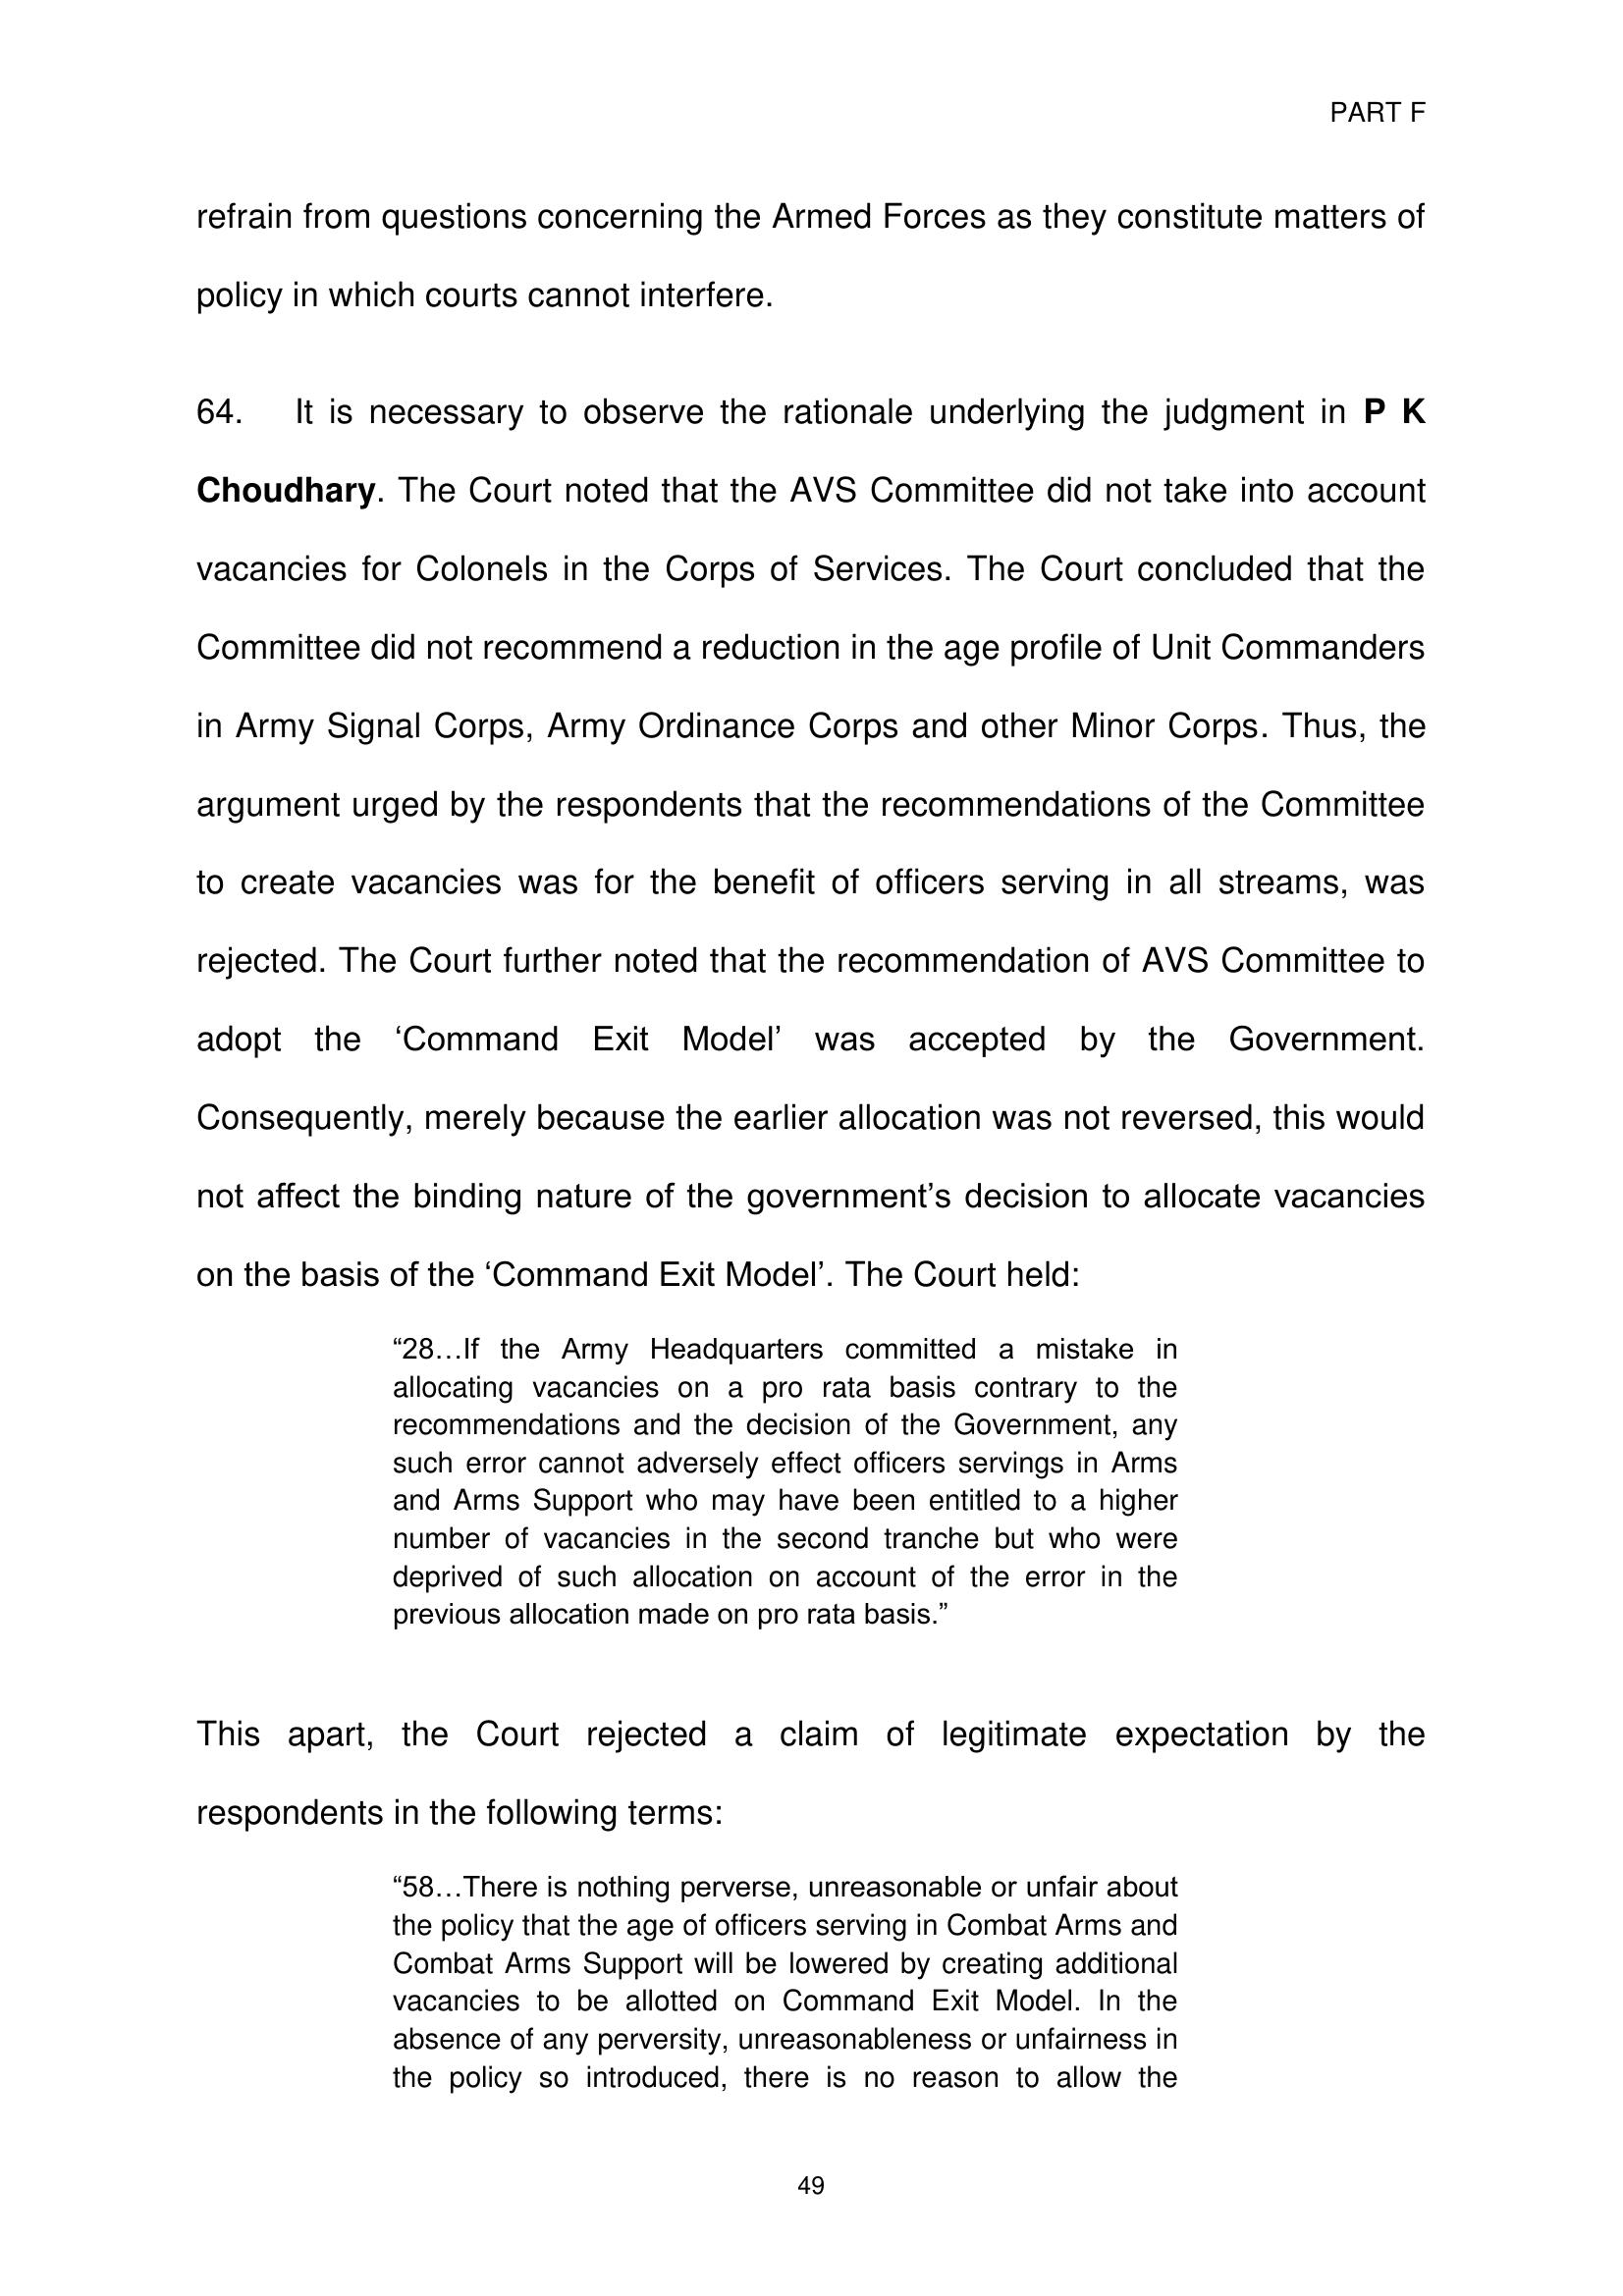 PART F
refrain from questions concerning the Armed Forces as they constitute matters of
policy in which courts cannot interfere.
64. It is necessary to observe the rationale underlying the judgment in P K
Choudhary. The Court noted that the AVS Committee did not take into account
vacancies for Colonels in the Corps of Services. The Court concluded that the
Committee did not recommend a reduction in the age profile of Unit Commanders
in Army Signal Corps, Army Ordinance Corps and other Minor Corps. Thus, the
argument urged by the respondents that the recommendations of the Committee
to create vacancies was for the benefit of officers serving in all streams, was
rejected. The Court further noted that the recommendation of AVS Committee to
adopt the ‘Command Exit Model’ was accepted by the Government.
Consequently, merely because the earlier allocation was not reversed, this would
not affect the binding nature of the government’s decision to allocate vacancies
on the basis of the ‘Command Exit Model’. The Court held:
“28…If the Army Headquarters committed a mistake in
allocating vacancies on a pro rata basis contrary to the
recommendations and the decision of the Government, any
such error cannot adversely effect officers servings in Arms
and Arms Support who may have been entitled to a higher
number of vacancies in the second tranche but who were
deprived of such allocation on account of the error in the
previous allocation made on pro rata basis.”
This apart, the Court rejected a claim of legitimate expectation by the
respondents in the following terms:
“58…There is nothing perverse, unreasonable or unfair about
the policy that the age of officers serving in Combat Arms and
Combat Arms Support will be lowered by creating additional
vacancies to be allotted on Command Exit Model. In the
absence of any perversity, unreasonableness or unfairness in
the policy so introduced, there is no reason to allow the
49